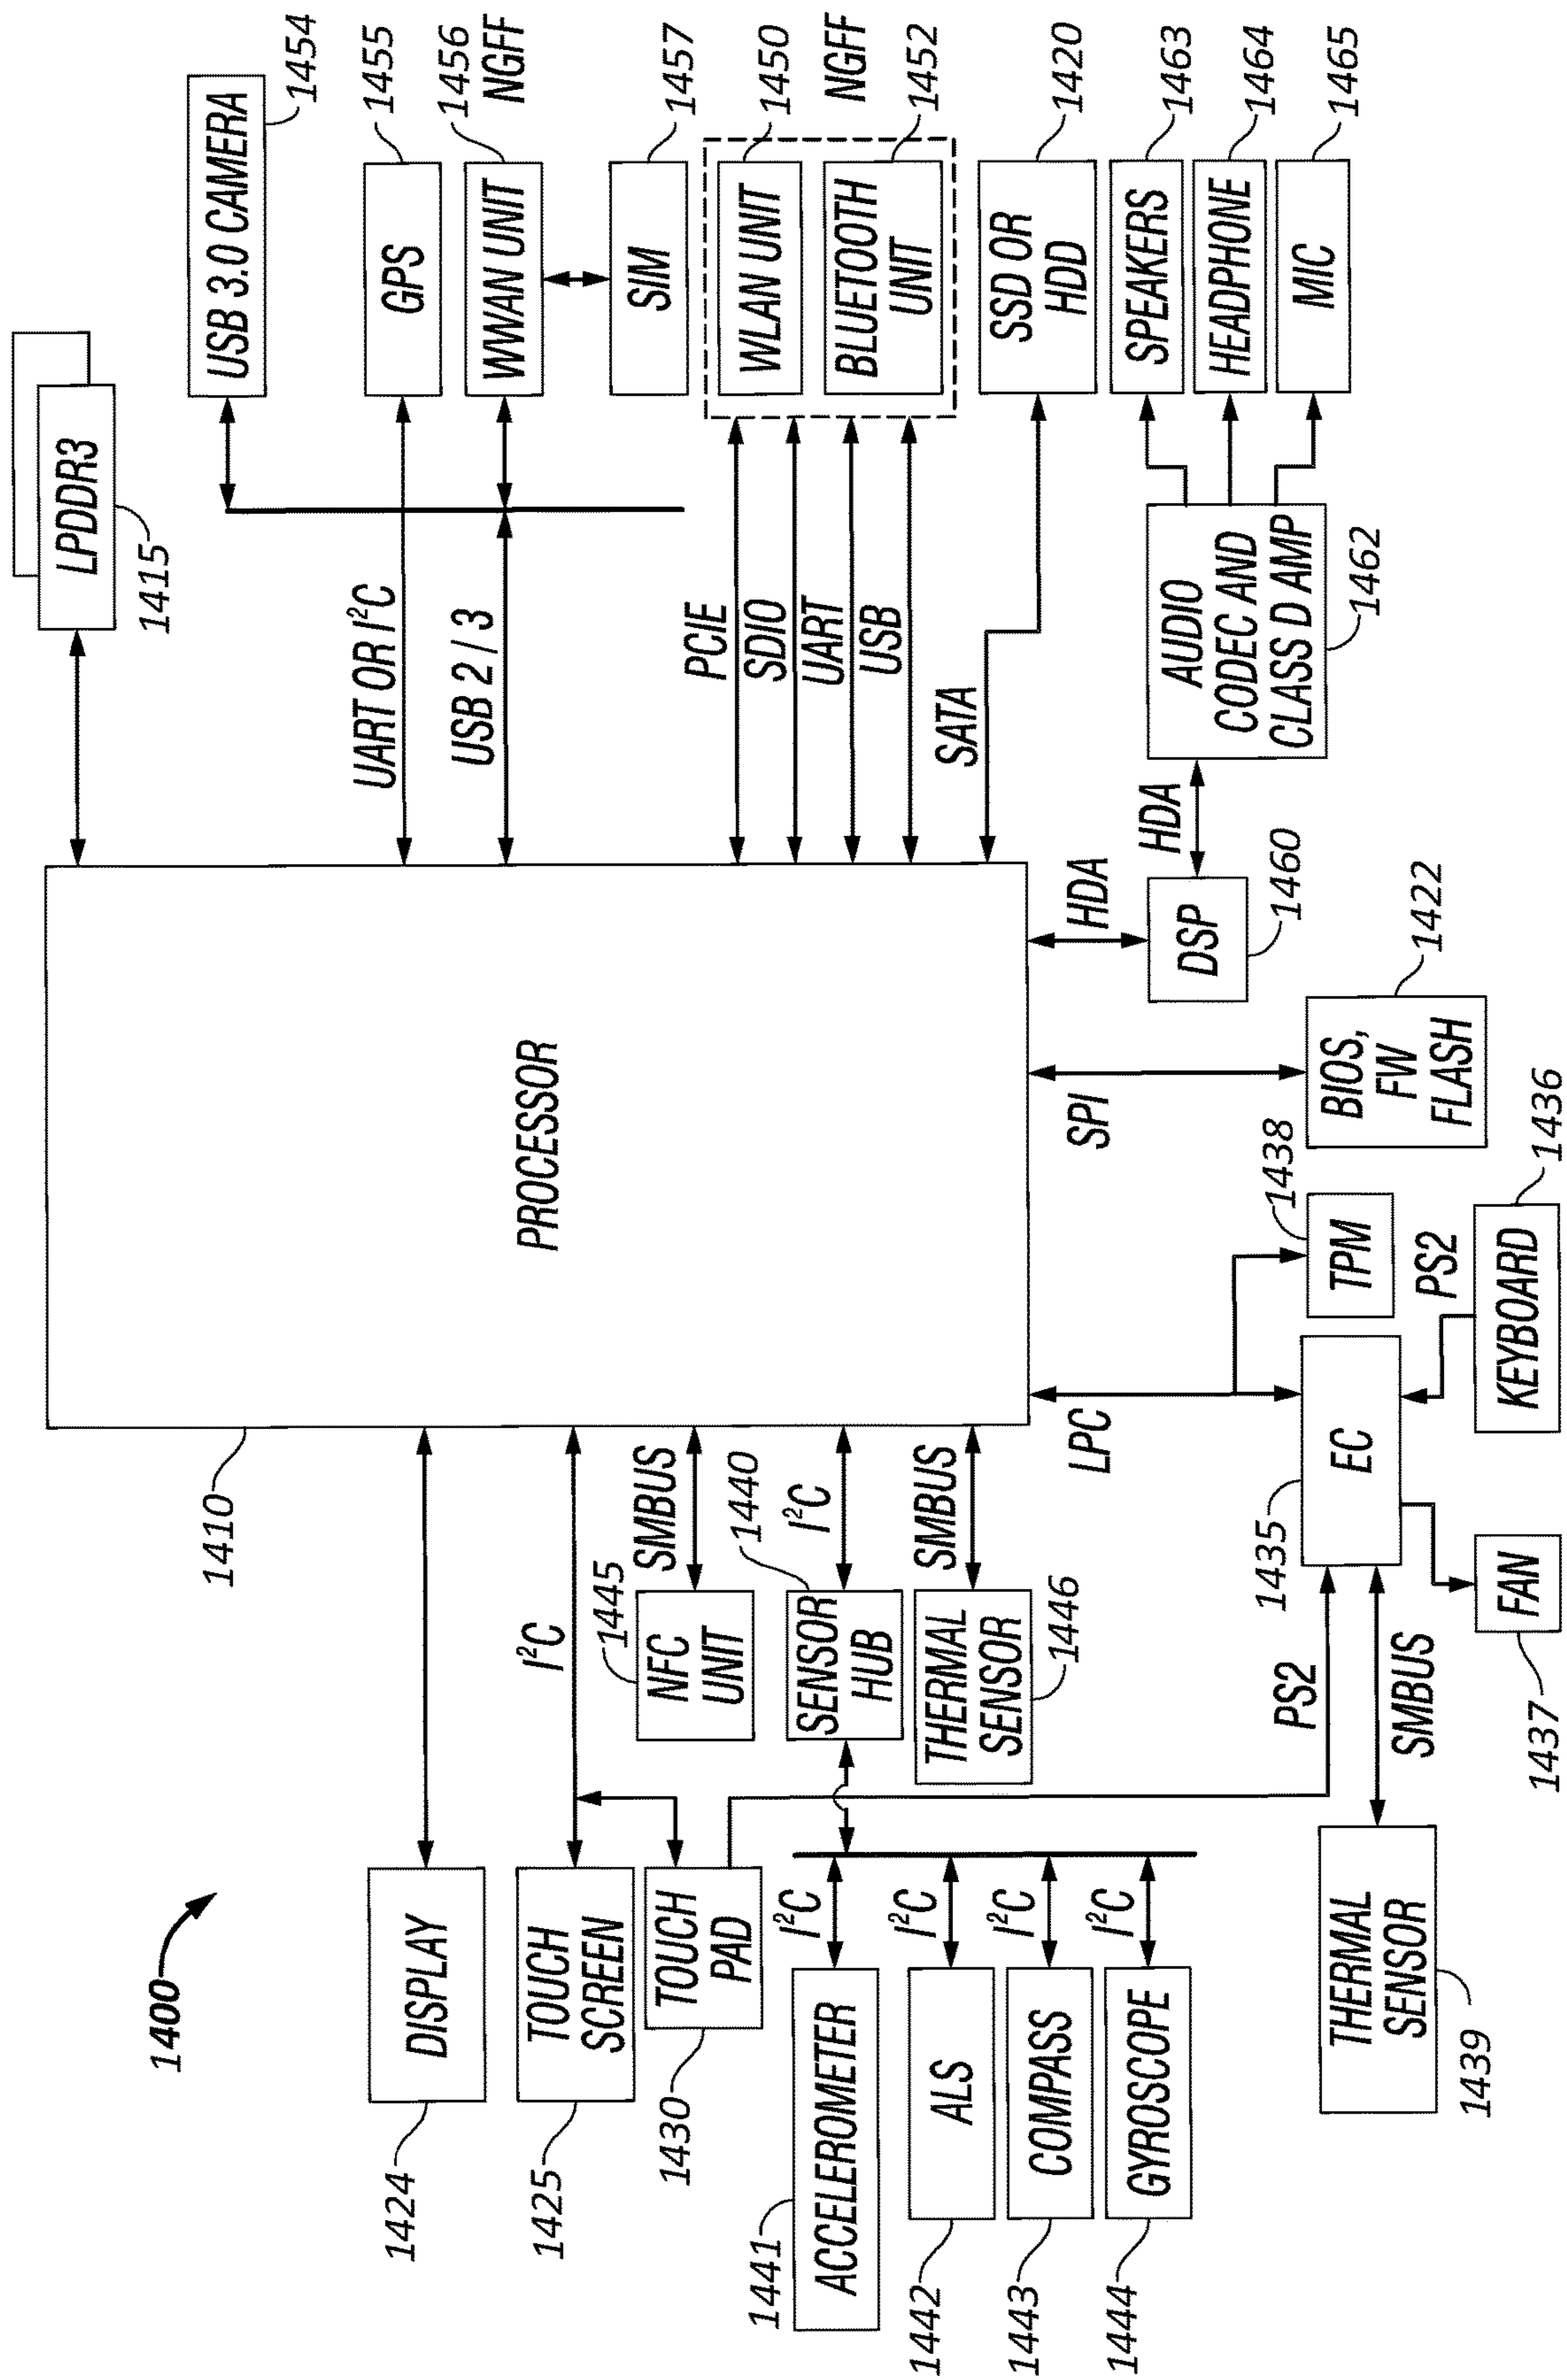 1400
1410
PROCESSOR
LPDDR3
1415
DISPLAY
1424
I²C
TOUCH
SCREEN
1425
TOUCH
PAD
1430
SMBUS
NFC
UNIT
1445
I²C
SENSOR
HUB
1440
SMBUS
THERMAL
SENSOR
1446
I²C
ACCELEROMETER
1441
I²C
ALS
1442
I²C
COMPASS
1443
I²C
GYROSCOPE
1444
USB 3.0 CAMERA
1454
UART OR I²C
GPS
1455
USB 2 / 3
WWAN UNIT
1456
NGFF
SIM
1457
PCIE
SDIO
UART
USB
WLAN UNIT
1450
BLUETOOTH
UNIT
NGFF
1452
SATA
SSD OR
HDD
1420
HDA
DSP
1460
HDA
AUDIO
CODEC AND
CLASS D AMP
1462
SPEAKERS
1463
HEADPHONE
1464
MIC
1465
SPI
BIOS,
FW
FLASH
1422
LPC
TPM
1438
EC
1435
PS2
KEYBOARD
1436
FAN
1437
PS2
SMBUS
THERMAL
SENSOR
1439